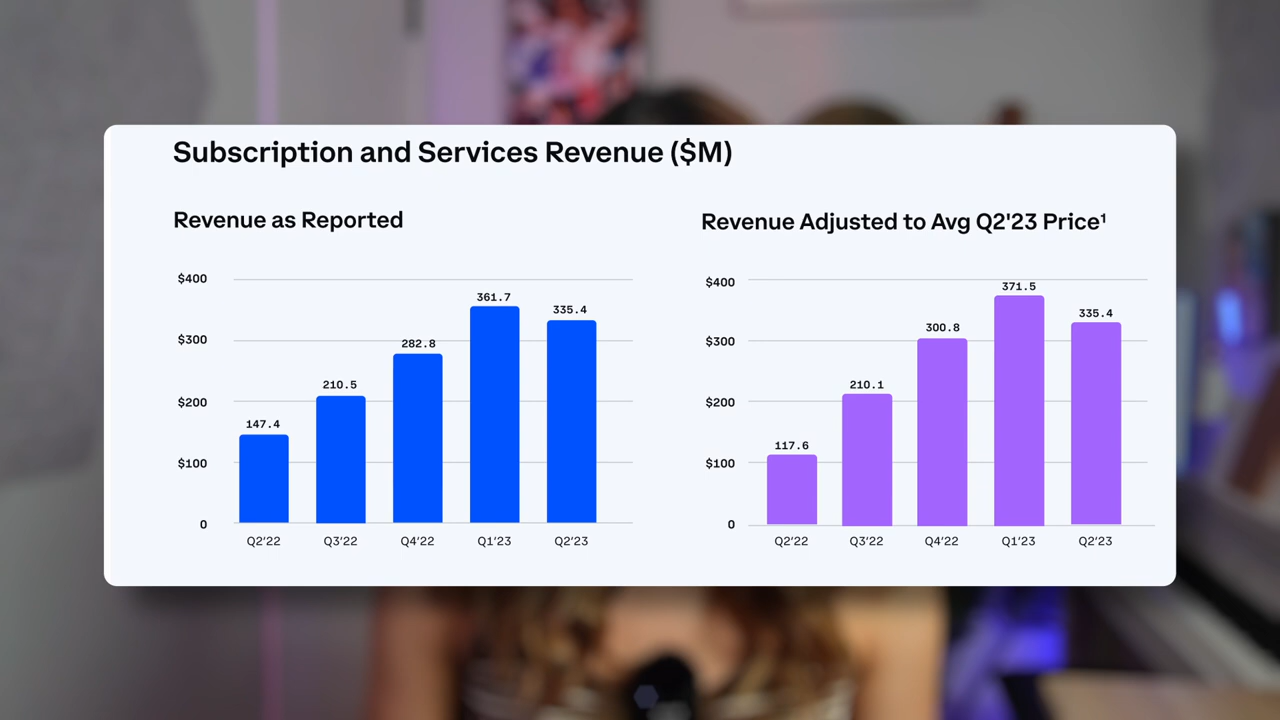 Subscription and Services Revenue ($M)
Revenue as Reported
$400
$300
$200
$100
0
147.4
210.5
282.8
361.7
335.4
Q2'22
Q3'22
Q4'22
Q1'23
Q2'23
Revenue Adjusted to Avg Q2'23 Price¹
$400
$300
$200
$100
0
117.6
210.1
300.8
371.5
335.4
Q2'22
Q3'22
Q4'22
Q1'23
Q2'23